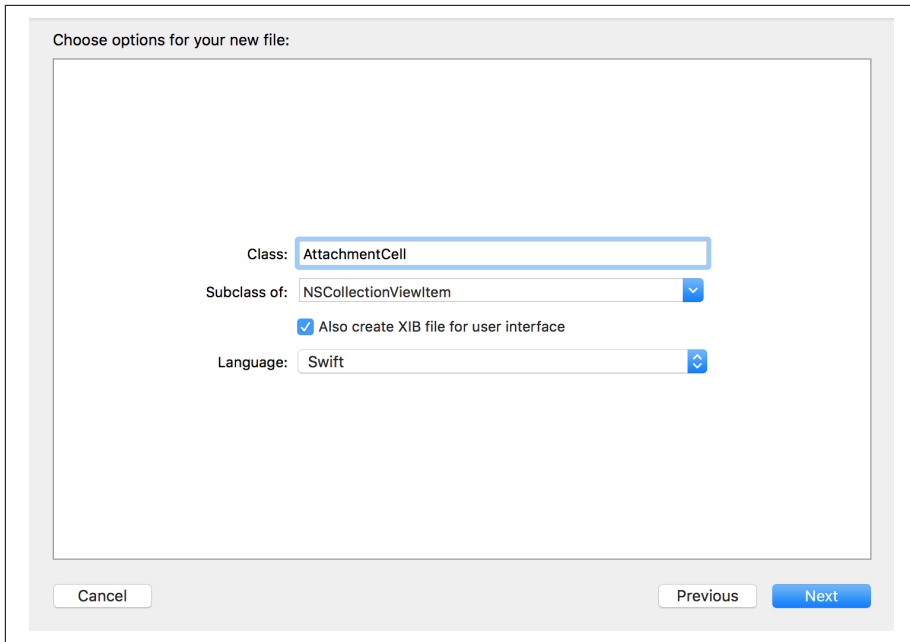 Choose options for your new file:
Class: AttachmentCell
Subclass of: NSCollectionViewItem
Also create XIB file for user interface
Language: Swift
Cancel Previous Next